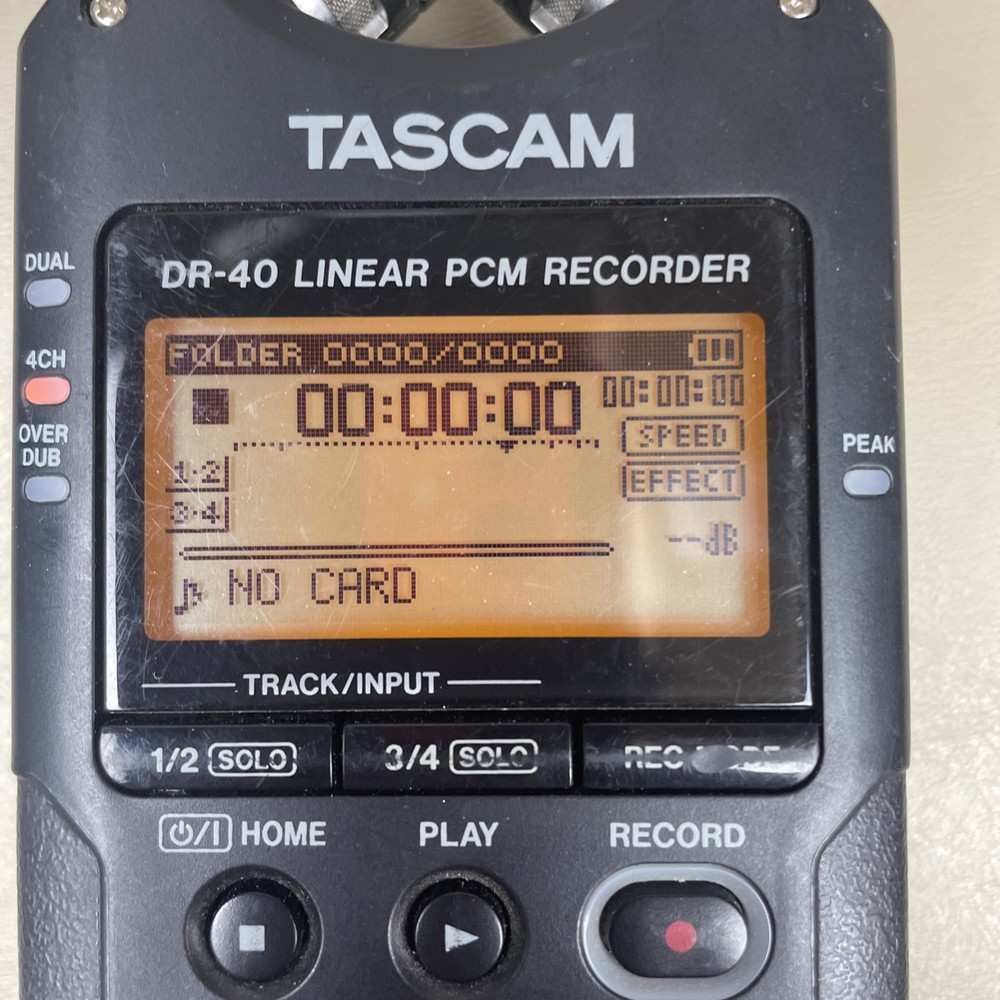 TASCAM
DR-40 LINEAR PCM RECORDER
DUAL
4CH
OVER
DUB
PEAK
FOLDER 0000/0000
00:00:00 00:00:00
SPEED
1·2
EFFECT
3·4
--dB
NO CARD
TRACK/INPUT
1/2 SOLO
3/4 SOLO
REC MODE
⏻/I HOME
PLAY
RECORD